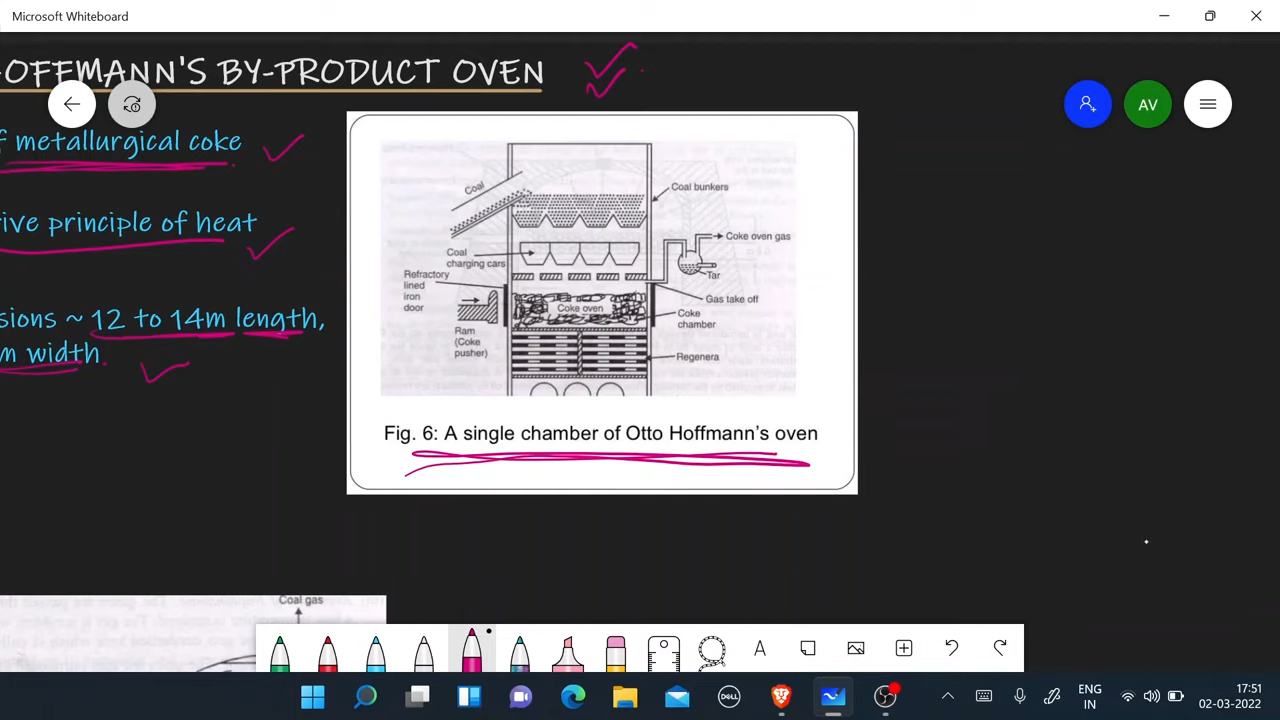 Microsoft Whiteboard
OFFMANN'S BY-PRODUCT OVEN
AV
f metallurgical coke
ive principle of heat
sions ~ 12 to 14m length,
m width.
Coal
Coal bunkers
Coke oven gas
Coal
charging cars
Tar
Refractory
lined
iron
door
Gas take off
Coke oven
Coke
chamber
Ram
(Coke
pusher)
Regenera
Fig. 6: A single chamber of Otto Hoffmann's oven
Coal gas
A
DELL
ENG
IN
17:51
02-03-2022